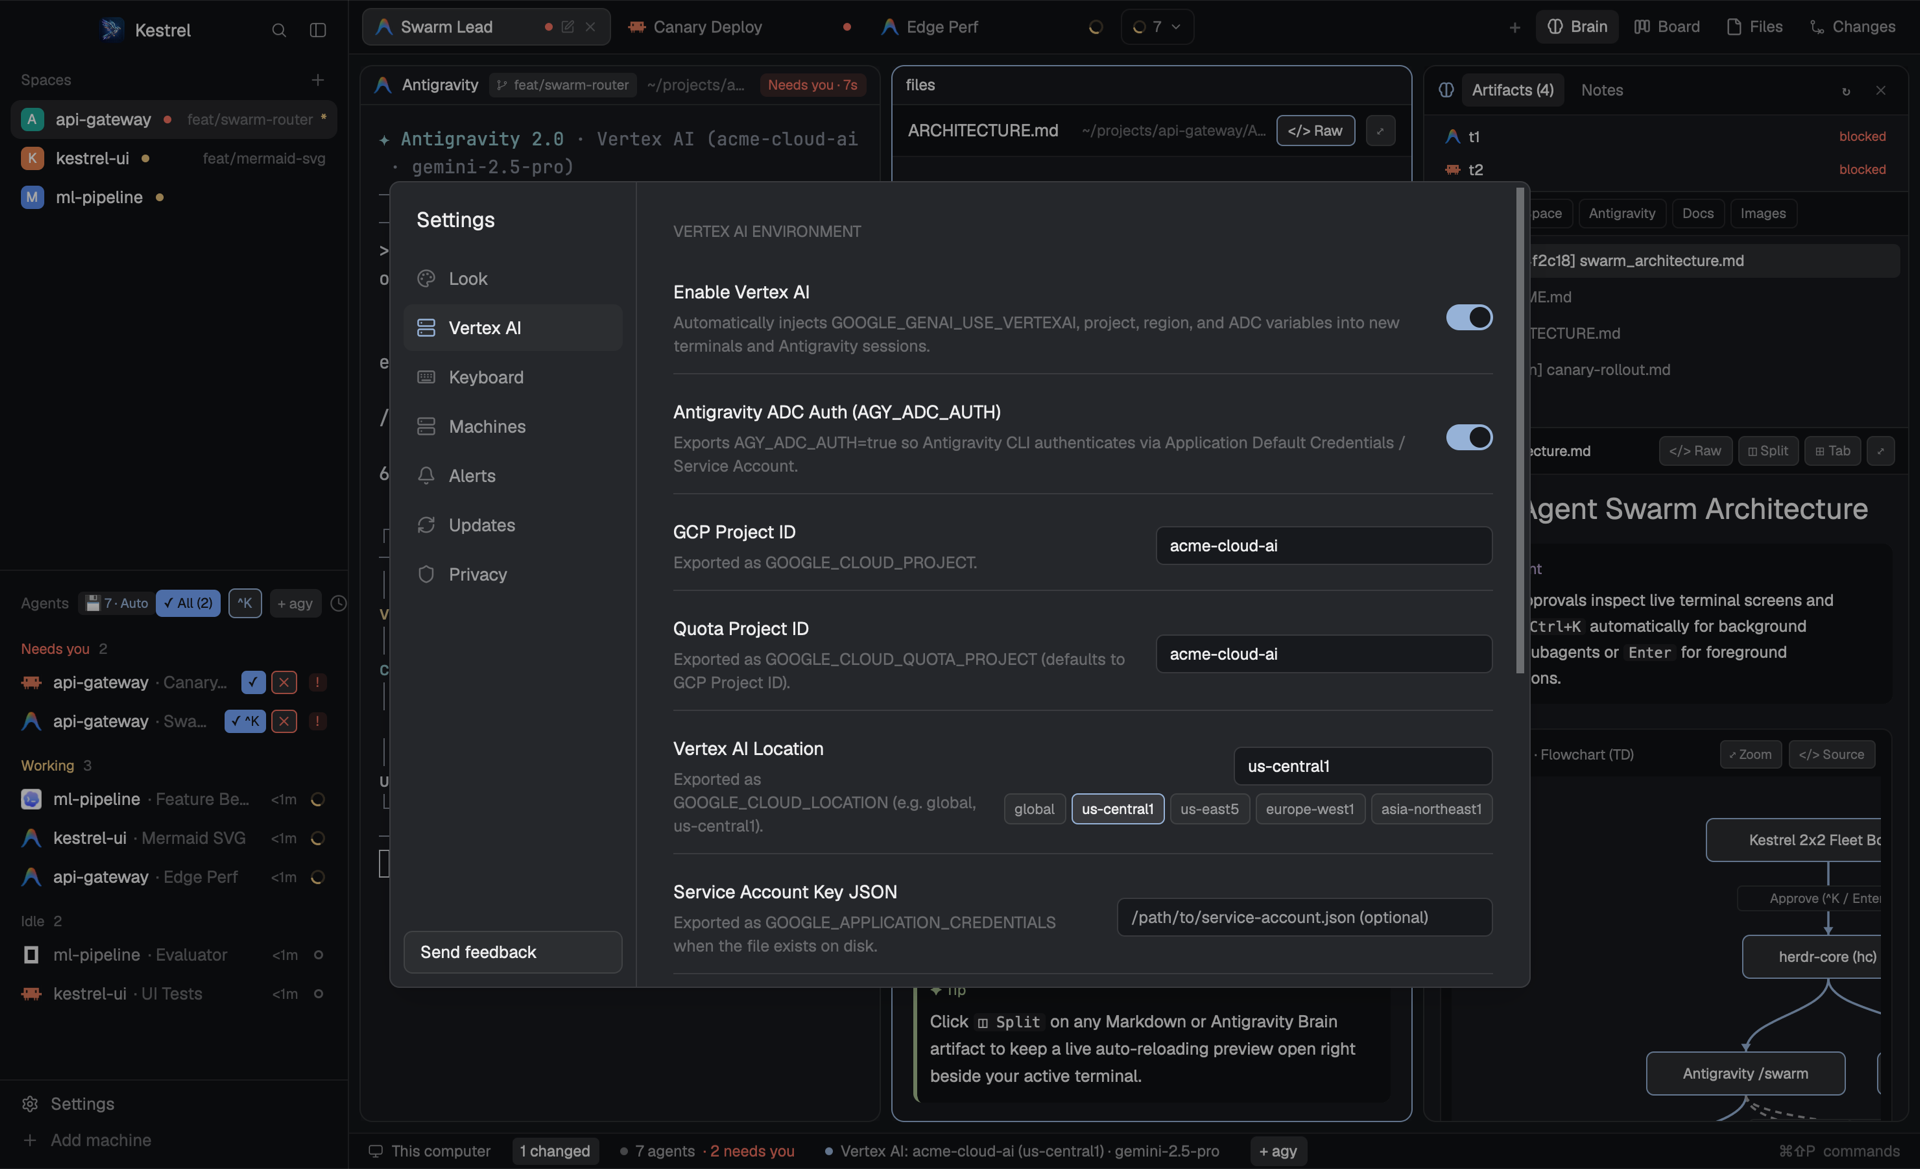 Kestrel
Swarm Lead
Canary Deploy
Edge Perf
7
Brain
Board
Files
Changes
Spaces
A api-gateway feat/swarm-router *
K kestrel-ui feat/mermaid-svg
M ml-pipeline
Antigravity feat/swarm-router ~/projects/a... Needs you · 7s
✦ Antigravity 2.0 · Vertex AI (acme-cloud-ai
· gemini-2.5-pro)
files
ARCHITECTURE.md ~/projects/api-gateway/A... </> Raw
Artifacts (4) Notes
t1 blocked
t2 blocked
pace Antigravity Docs Images
f2c18] swarm_architecture.md
ME.md
TECTURE.md
n] canary-rollout.md
ecture.md </> Raw Split Tab
Agent Swarm Architecture
nt
pprovals inspect live terminal screens and
Ctrl+K automatically for background
ubagents or Enter for foreground
ons.
· Flowchart (TD) Zoom </> Source
Kestrel 2x2 Fleet Bo
Approve (^K / Enter
herdr-core (hc)
Antigravity /swarm
Settings
Look
Vertex AI
Keyboard
Machines
Alerts
Updates
Privacy
Send feedback
VERTEX AI ENVIRONMENT
Enable Vertex AI
Automatically injects GOOGLE_GENAI_USE_VERTEXAI, project, region, and ADC variables into new
terminals and Antigravity sessions.
Antigravity ADC Auth (AGY_ADC_AUTH)
Exports AGY_ADC_AUTH=true so Antigravity CLI authenticates via Application Default Credentials /
Service Account.
GCP Project ID
Exported as GOOGLE_CLOUD_PROJECT.
acme-cloud-ai
Quota Project ID
Exported as GOOGLE_CLOUD_QUOTA_PROJECT (defaults to
GCP Project ID).
acme-cloud-ai
Vertex AI Location
Exported as
GOOGLE_CLOUD_LOCATION (e.g. global,
us-central1).
us-central1
global us-central1 us-east5 europe-west1 asia-northeast1
Service Account Key JSON
Exported as GOOGLE_APPLICATION_CREDENTIALS
when the file exists on disk.
/path/to/service-account.json (optional)
Tip
Click Split on any Markdown or Antigravity Brain
artifact to keep a live auto-reloading preview open right
beside your active terminal.
Agents 7 · Auto ✓ All (2) ^K + agy
Needs you 2
api-gateway · Canary... ✓ ✕ !
api-gateway · Swa... ✓ ^K ✕ !
Working 3
ml-pipeline · Feature Be... <1m
kestrel-ui · Mermaid SVG <1m
api-gateway · Edge Perf <1m
Idle 2
ml-pipeline · Evaluator <1m
kestrel-ui · UI Tests <1m
Settings
+ Add machine
This computer 1 changed 7 agents · 2 needs you Vertex AI: acme-cloud-ai (us-central1) · gemini-2.5-pro + agy ⌘⇧P commands